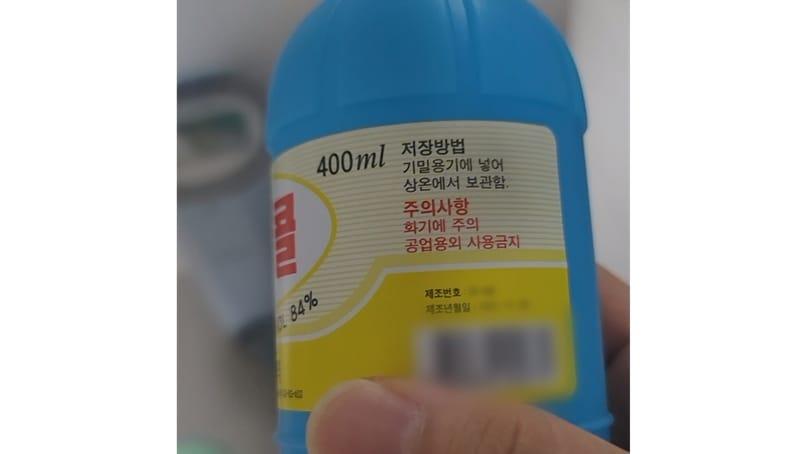 400ml
저장방법
기밀용기에 넣어
상온에서 보관함.
주의사항
화기에 주의
공업용외 사용금지
콜
84%
제조번호
제조년월일